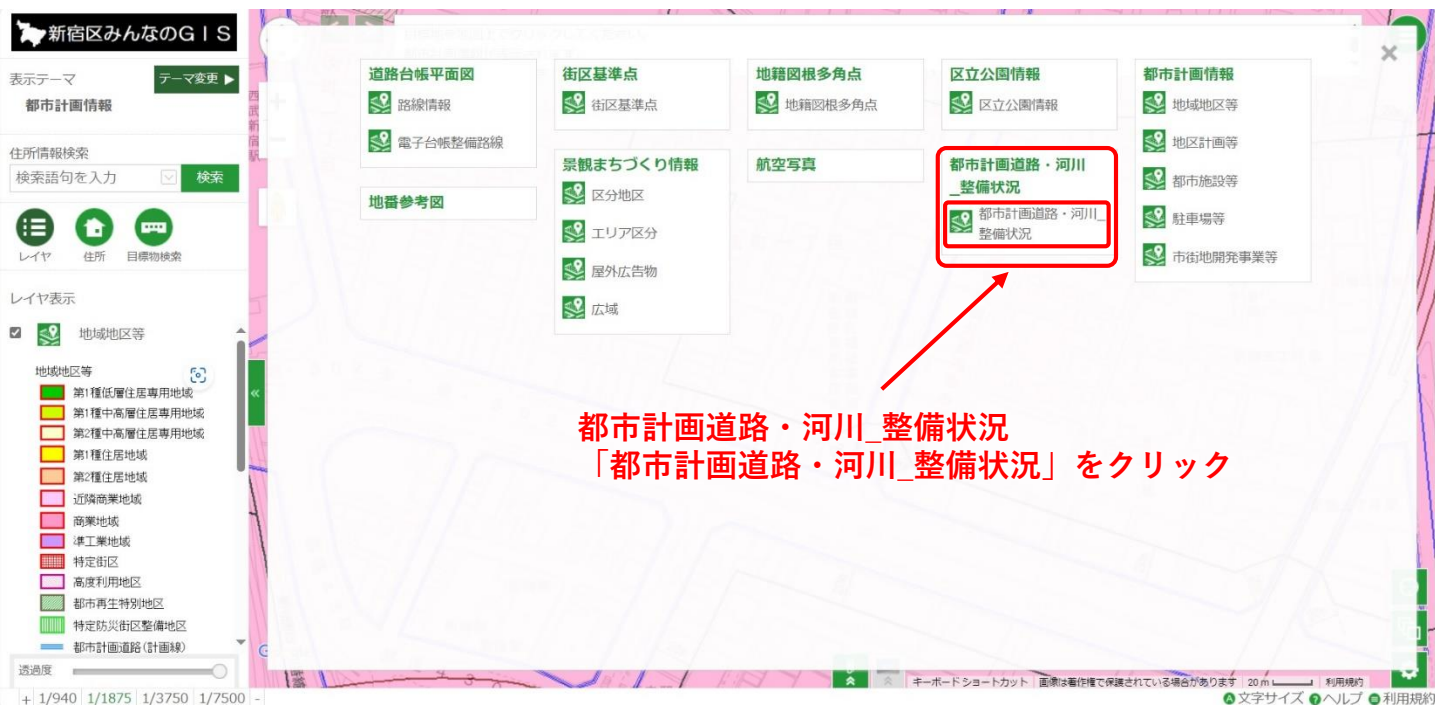 新宿区みんなのGIS
表示テーマ
テーマ変更 ▶
都市計画情報
住所情報検索
検索語句を入力
検索
レイヤ
住所
目標物検索
レイヤ表示
地域地区等
地域地区等
第1種低層住居専用地域
第1種中高層住居専用地域
第2種中高層住居専用地域
第1種住居地域
第2種住居地域
近隣商業地域
商業地域
準工業地域
特定街区
高度利用地区
都市再生特別地区
特定防災街区整備地区
都市計画道路(計画線)
透過度
+ 1/940 1/1875 1/3750 1/7500 -
道路台帳平面図
路線情報
電子台帳整備路線
地番参考図
街区基準点
街区基準点
景観まちづくり情報
区分地区
エリア区分
屋外広告物
広域
地籍図根多角点
地籍図根多角点
航空写真
区立公園情報
区立公園情報
都市計画道路・河川
_整備状況
都市計画道路・河川_
整備状況
都市計画情報
地域地区等
地区計画等
都市施設等
駐車場等
市街地開発事業等
都市計画道路・河川_整備状況
「都市計画道路・河川_整備状況」をクリック
キーボード ショートカット
画像は著作権で保護されている場合があります
20 m
利用規約
文字サイズ
ヘルプ
利用規約